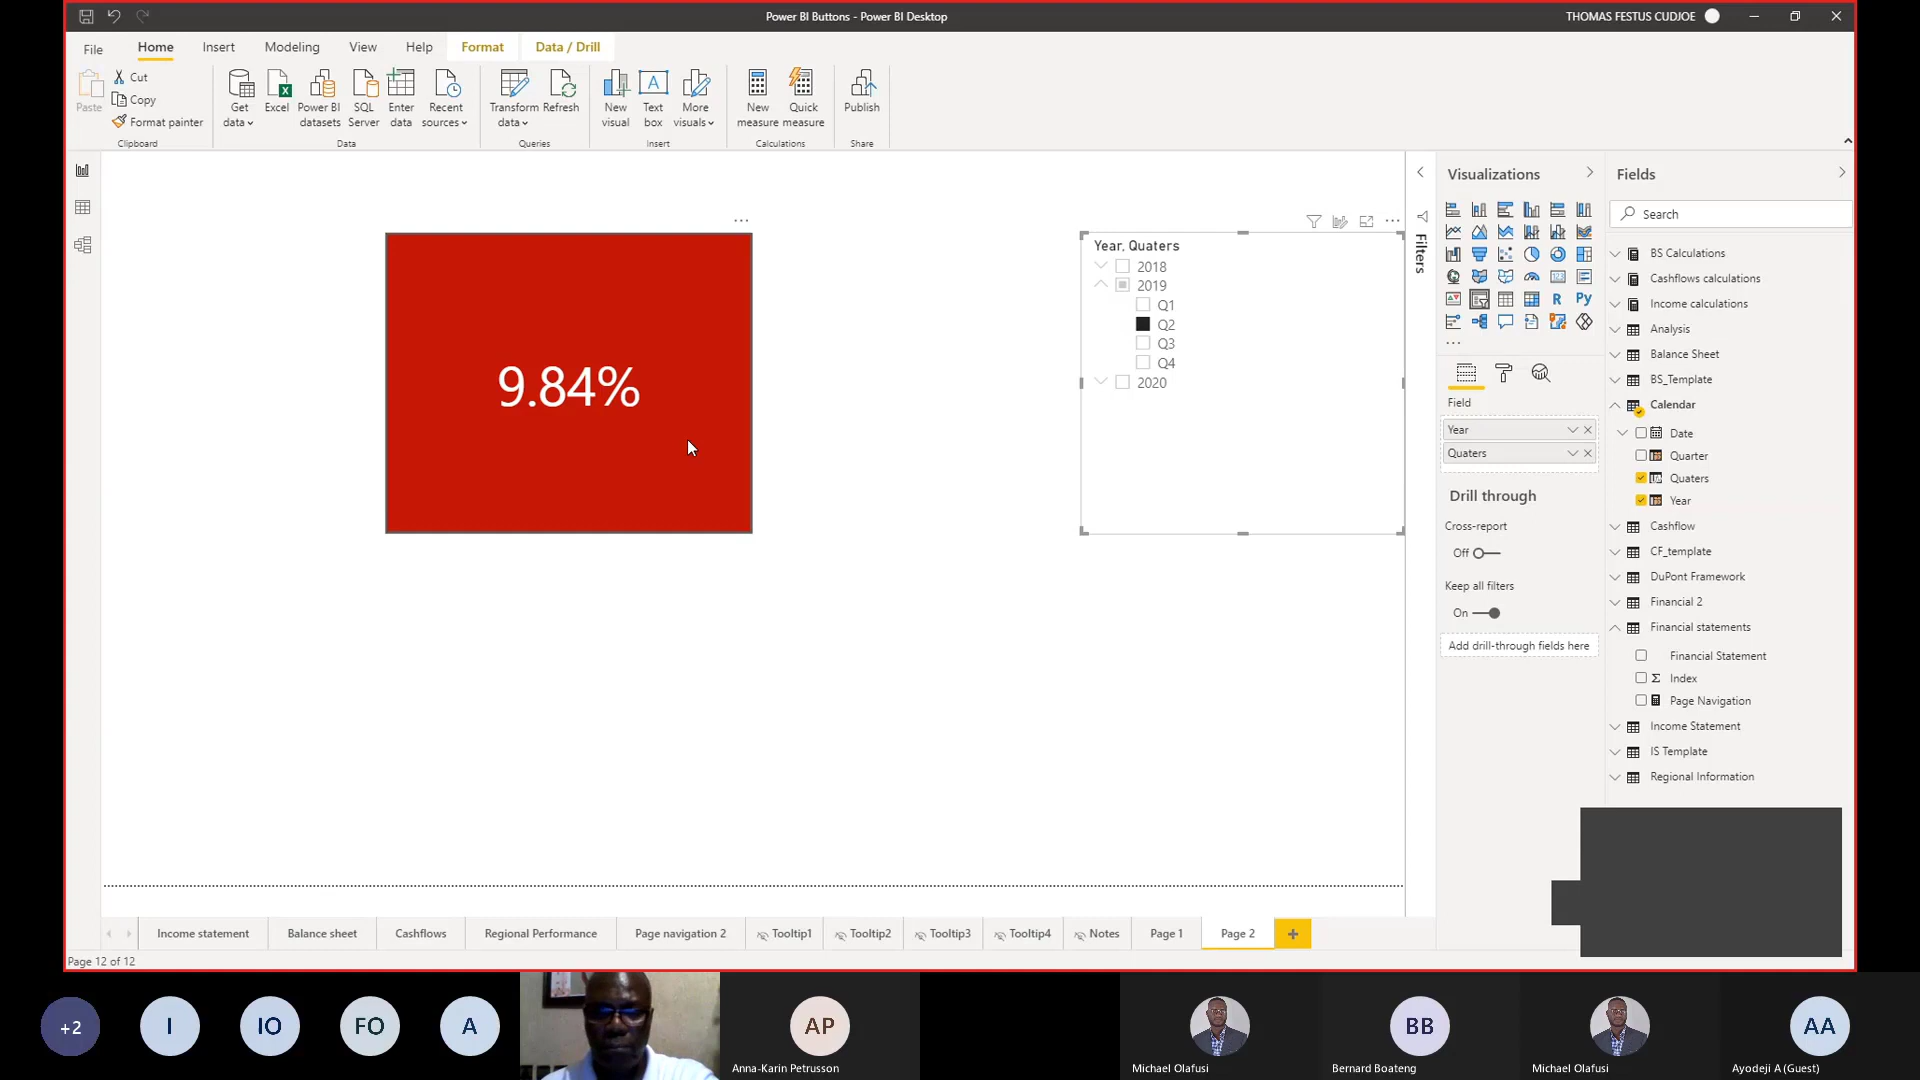 Power BI Buttons - Power BI Desktop
THOMAS FESTUS CUDJOE
File
Home
Insert
Modeling
View
Help
Format
Data / Drill
Paste
Cut
Copy
Format painter
Clipboard
Get data
Excel
Power BI datasets
SQL Server
Enter data
Recent sources
Data
Transform data
Refresh
Queries
New visual
Text box
More visuals
Insert
New measure
Quick measure
Calculations
Publish
Share
9.84%
Year, Quaters
2018
2019
Q1
Q2
Q3
Q4
2020
Filters
Visualizations
R
Py
Field
Year
Quaters
Drill through
Cross-report
Off
Keep all filters
On
Add drill-through fields here
Fields
Search
BS Calculations
Cashflows calculations
Income calculations
Analysis
Balance Sheet
BS_Template
Calendar
Date
Quarter
Quaters
Year
Cashflow
CF_template
DuPont Framework
Financial 2
Financial statements
Financial Statement
Index
Page Navigation
Income Statement
IS Template
Regional Information
Income statement
Balance sheet
Cashflows
Regional Performance
Page navigation 2
Tooltip1
Tooltip2
Tooltip3
Tooltip4
Notes
Page 1
Page 2
Page 12 of 12
+2
I
IO
FO
A
AP
Anna-Karin Petrusson
Michael Olafusi
BB
Bernard Boateng
Michael Olafusi
AA
Ayodeji A (Guest)